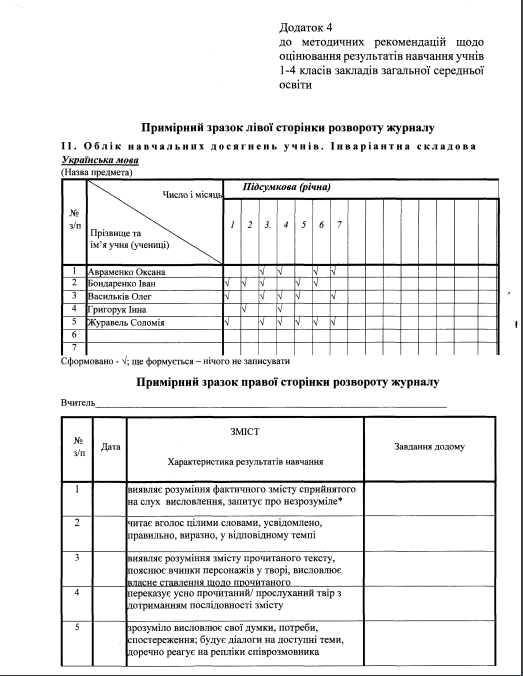 Додаток 4
до методичних рекомендацій щодо
оцінювання результатів навчання учнів
1-4 класів закладів загальної середньої
освіти
Примірний зразок лівої сторінки розвороту журналу
ІІ. Облік навчальних досягнень учнів. Інваріантна складова
Українська мова
(Назва предмета)
№ з/п
Число і місяць
Прізвище та
ім’я учня (учениці)
Підсумкова (річна)
1 2 3. 4 5 6 7
1 Авраменко Оксана √ √ √ √
2 Бондаренко Іван √ √ √ √ √
3 Васильків Олег √ √ √ √ √
4 Григорук Інна √ √
5 Журавель Соломія √ √ √ √ √ √
6
7
Сформовано - √; ще формується – нічого не записувати
Примірний зразок правої сторінки розвороту журналу
Вчитель
№ з/п
Дата
ЗМІСТ
Характеристика результатів навчання
Завдання додому
1 виявляє розуміння фактичного змісту сприйнятого
на слух висловлення, запитує про незрозуміле*
2 читає вголос цілими словами, усвідомлено,
правильно, виразно, у відповідному темпі
3 виявляє розуміння змісту прочитаного тексту,
пояснює вчинки персонажів у творі, висловлює
власне ставлення щодо прочитаного
4 переказує усно прочитаний/ прослуханий твір з
дотриманням послідовності змісту
5 зрозуміло висловлює свої думки, потреби,
спостереження; будує діалоги на доступні теми,
доречно реагує на репліки співрозмовника